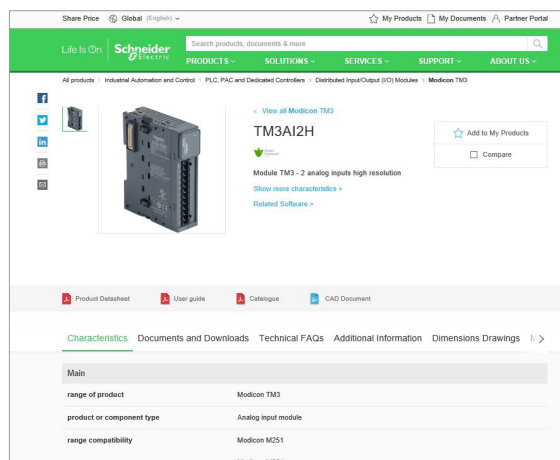 Share Price Global (English) My Products My Documents Partner Portal
Life Is On Schneider Electric
Search products, documents & more
PRODUCTS SOLUTIONS SERVICES SUPPORT ABOUT US
All products Industrial Automation and Control PLC, PAC and Dedicated Controllers Distributed Input/Output (I/O) Modules Modicon TM3
« View all Modicon TM3
TM3AI2H
Add to My Products
Compare
Module TM3 - 2 analog inputs high resolution
Show more characteristics >
Related Software >
Product Datasheet User guide Catalogue CAD Document
Characteristics Documents and Downloads Technical FAQs Additional Information Dimensions Drawings
Main
range of product Modicon TM3
product or component type Analog input module
range compatibility Modicon M251